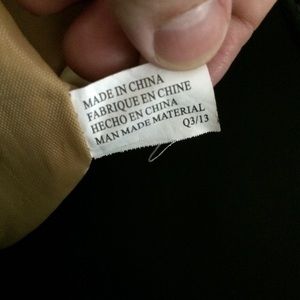 MADE IN CHINA
FABRIQUE EN CHINE
HECHO EN CHINA
MAN MADE MATERIAL
Q3/13